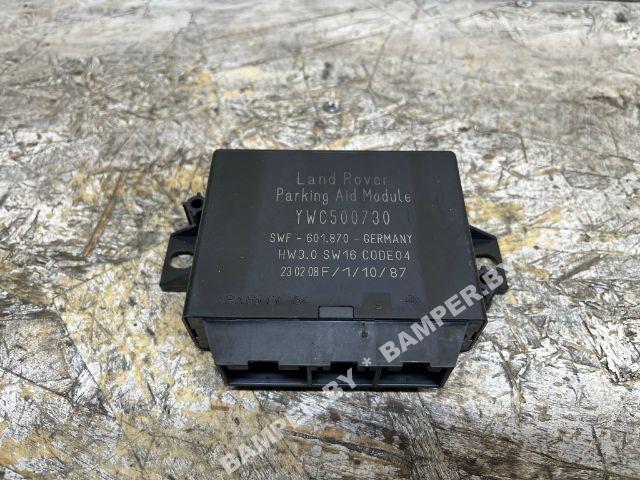 Land Rover
Parking Aid Module
YWC500730
SWF - 601.870 - GERMANY
HW3.0 SW16 CODE04
230208F/1/10/87
BAMPER.BY * BAMPER.BY